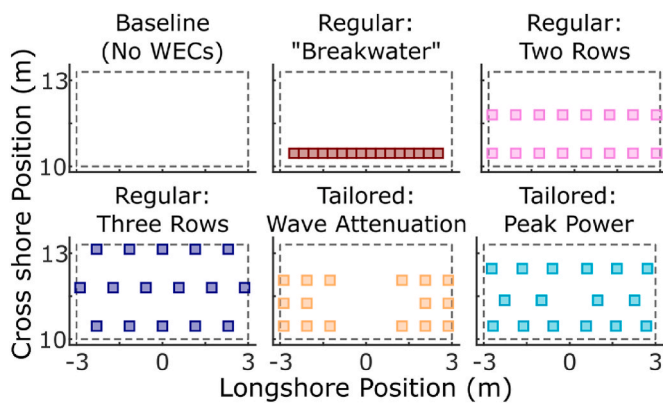 Baseline
(No WECs)
Regular:
"Breakwater"
Regular:
Two Rows
Cross shore Position (m)
13
10
Regular:
Three Rows
Tailored:
Wave Attenuation
Tailored:
Peak Power
13
10
-3 0 3 -3 0 3 -3 0 3
Longshore Position (m)